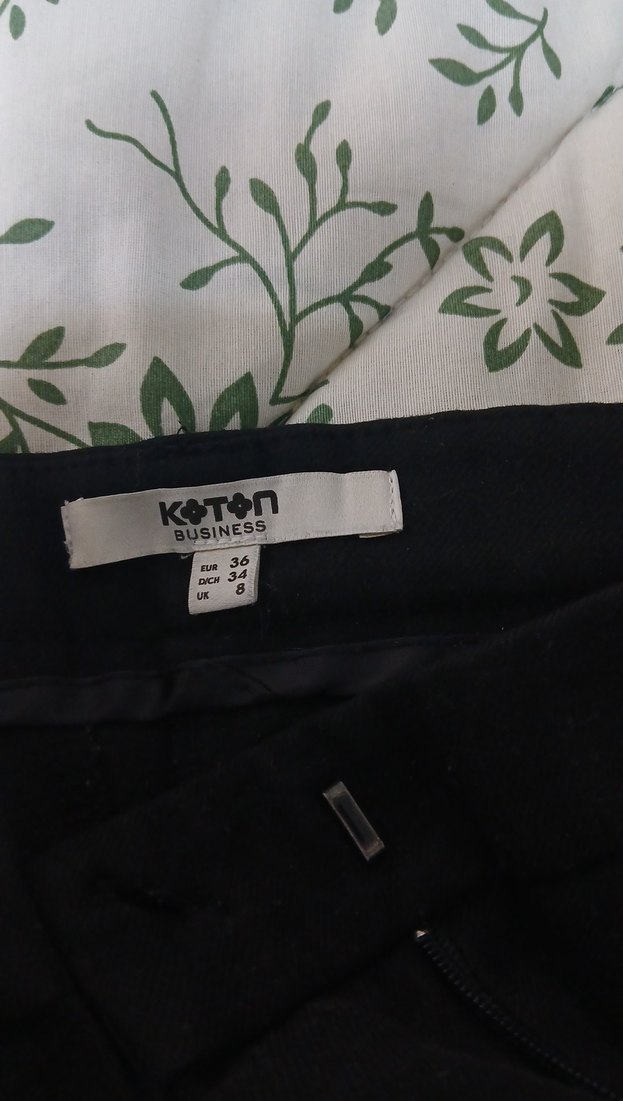 KOTON
BUSINESS
EUR 36
D/CH 34
UK 8